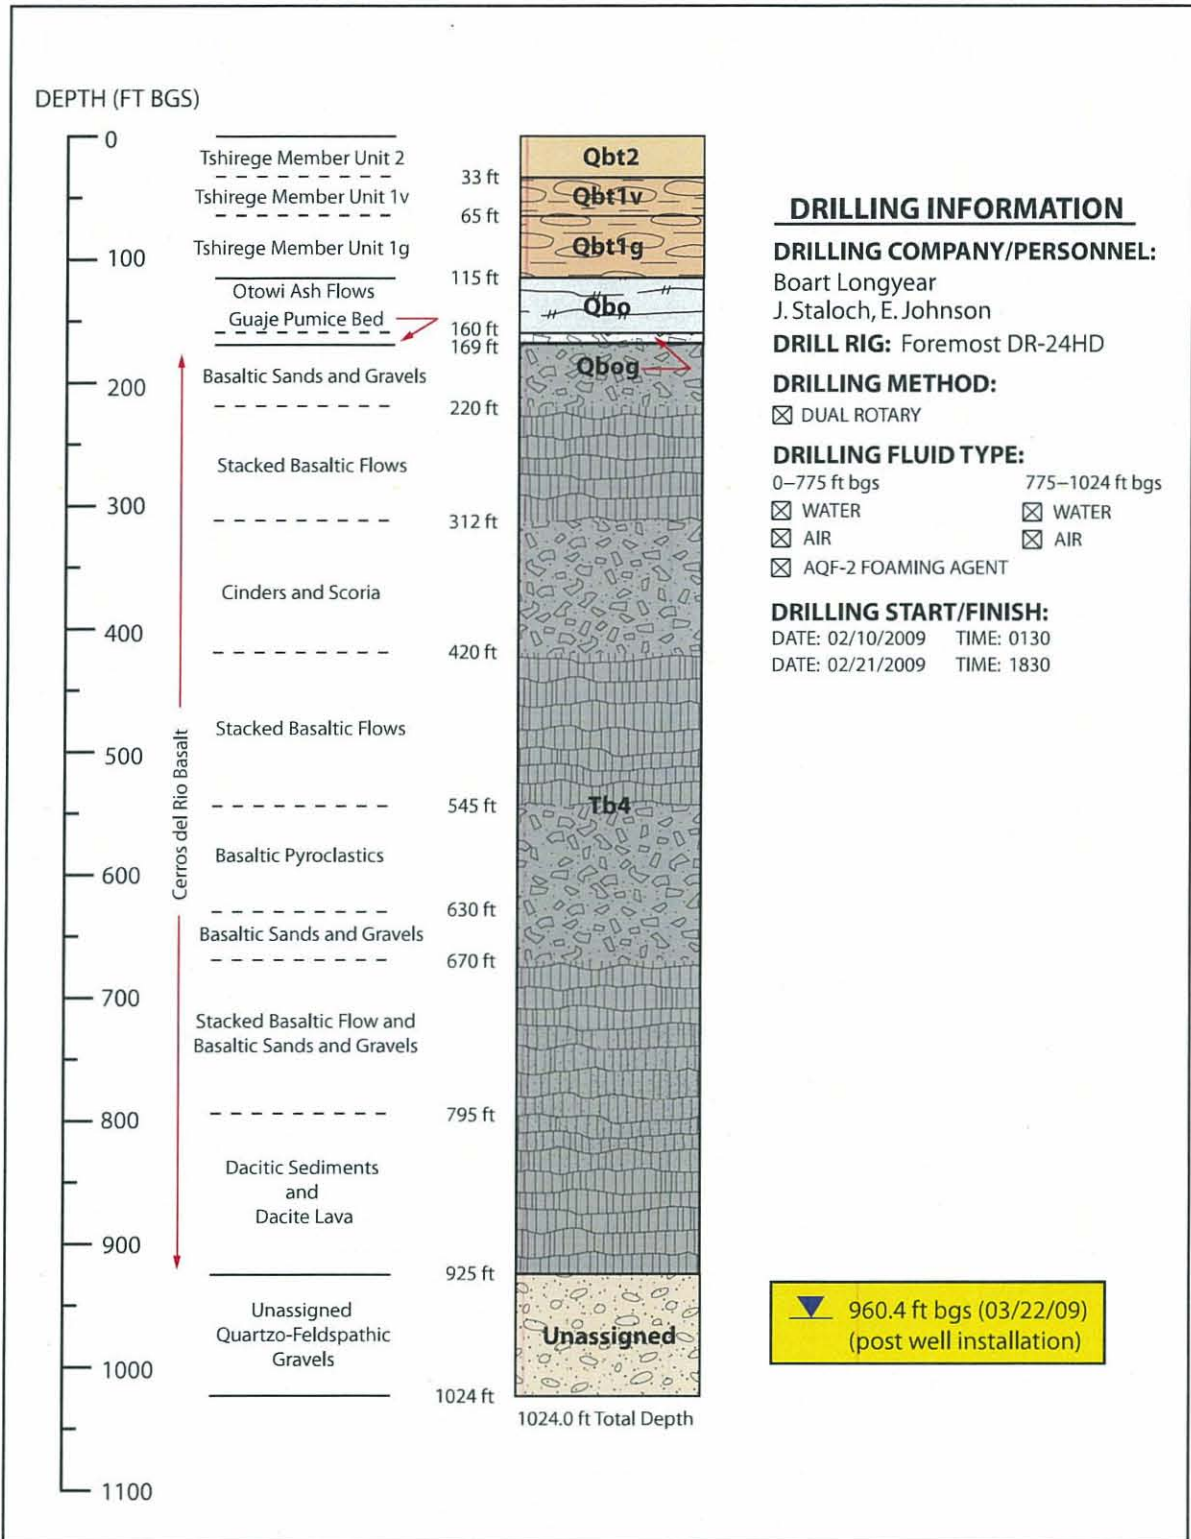 DEPTH (FT BGS)
0
100
200
300
400
500
600
700
800
900
1000
1100
Cerros del Rio Basalt
Tshirege Member Unit 2
Tshirege Member Unit 1v
Tshirege Member Unit 1g
Otowi Ash Flows
Guaje Pumice Bed
Basaltic Sands and Gravels
Stacked Basaltic Flows
Cinders and Scoria
Stacked Basaltic Flows
Basaltic Pyroclastics
Basaltic Sands and Gravels
Stacked Basaltic Flow and
Basaltic Sands and Gravels
Dacitic Sediments
and
Dacite Lava
Unassigned
Quartzo-Feldspathic
Gravels
33 ft
65 ft
115 ft
160 ft
169 ft
220 ft
312 ft
420 ft
545 ft
630 ft
670 ft
795 ft
925 ft
1024 ft
Qbt2
Qbt1v
Qbt1g
Qbo
Qbog
Tb4
Unassigned
1024.0 ft Total Depth
DRILLING INFORMATION
DRILLING COMPANY/PERSONNEL:
Boart Longyear
J. Staloch, E. Johnson
DRILL RIG: Foremost DR-24HD
DRILLING METHOD:
☒ DUAL ROTARY
DRILLING FLUID TYPE:
0–775 ft bgs 775–1024 ft bgs
☒ WATER ☒ WATER
☒ AIR ☒ AIR
☒ AQF-2 FOAMING AGENT
DRILLING START/FINISH:
DATE: 02/10/2009 TIME: 0130
DATE: 02/21/2009 TIME: 1830
960.4 ft bgs (03/22/09)
(post well installation)